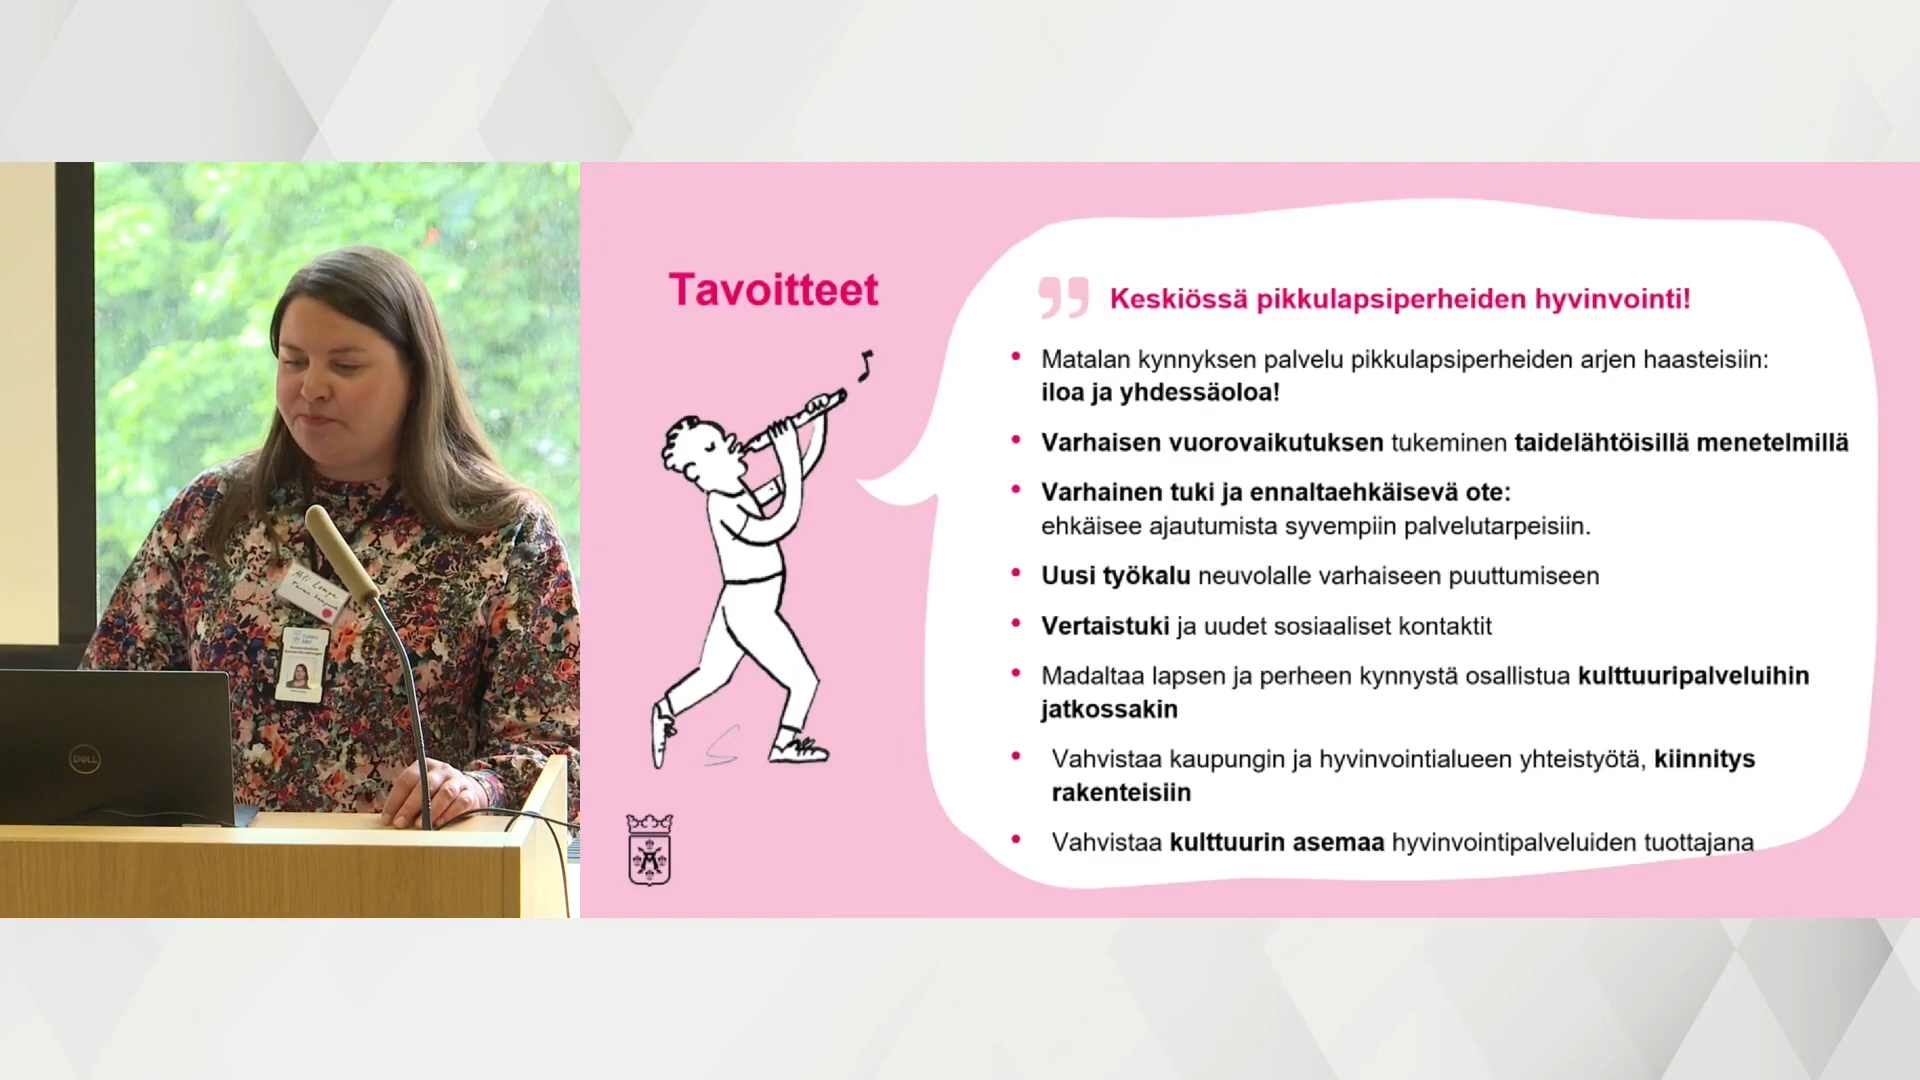 Tavoitteet
Keskiössä pikkulapsiperheiden hyvinvointi!
• Matalan kynnyksen palvelu pikkulapsiperheiden arjen haasteisiin:
iloa ja yhdessäoloa!
• Varhaisen vuorovaikutuksen tukeminen taidelähtöisillä menetelmillä
• Varhainen tuki ja ennaltaehkäisevä ote:
ehkäisee ajautumista syvempiin palvelutarpeisiin.
• Uusi työkalu neuvolalle varhaiseen puuttumiseen
• Vertaistuki ja uudet sosiaaliset kontaktit
• Madaltaa lapsen ja perheen kynnystä osallistua kulttuuripalveluihin
jatkossakin
• Vahvistaa kaupungin ja hyvinvointialueen yhteistyötä, kiinnitys
rakenteisiin
• Vahvistaa kulttuurin asemaa hyvinvointipalveluiden tuottajana
DELL